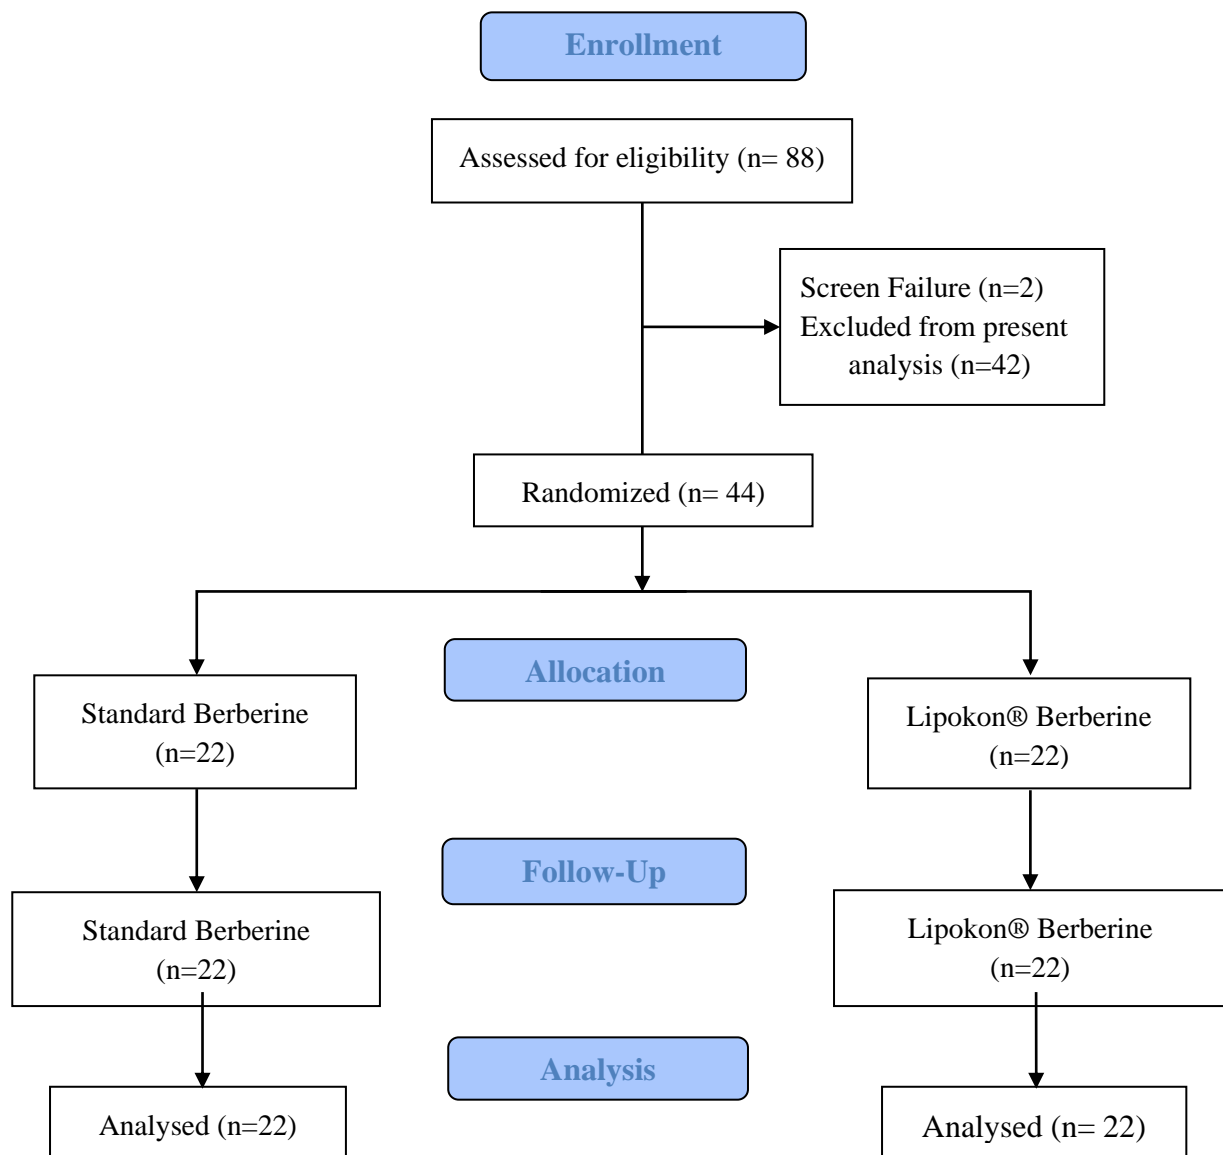 Enrollment
Assessed for eligibility (n= 88)
Screen Failure (n=2)
Excluded from present
analysis (n=42)
Randomized (n= 44)
Allocation
Standard Berberine
(n=22)
Lipokon® Berberine
(n=22)
Follow-Up
Standard Berberine
(n=22)
Lipokon® Berberine
(n=22)
Analysis
Analysed (n=22)
Analysed (n= 22)